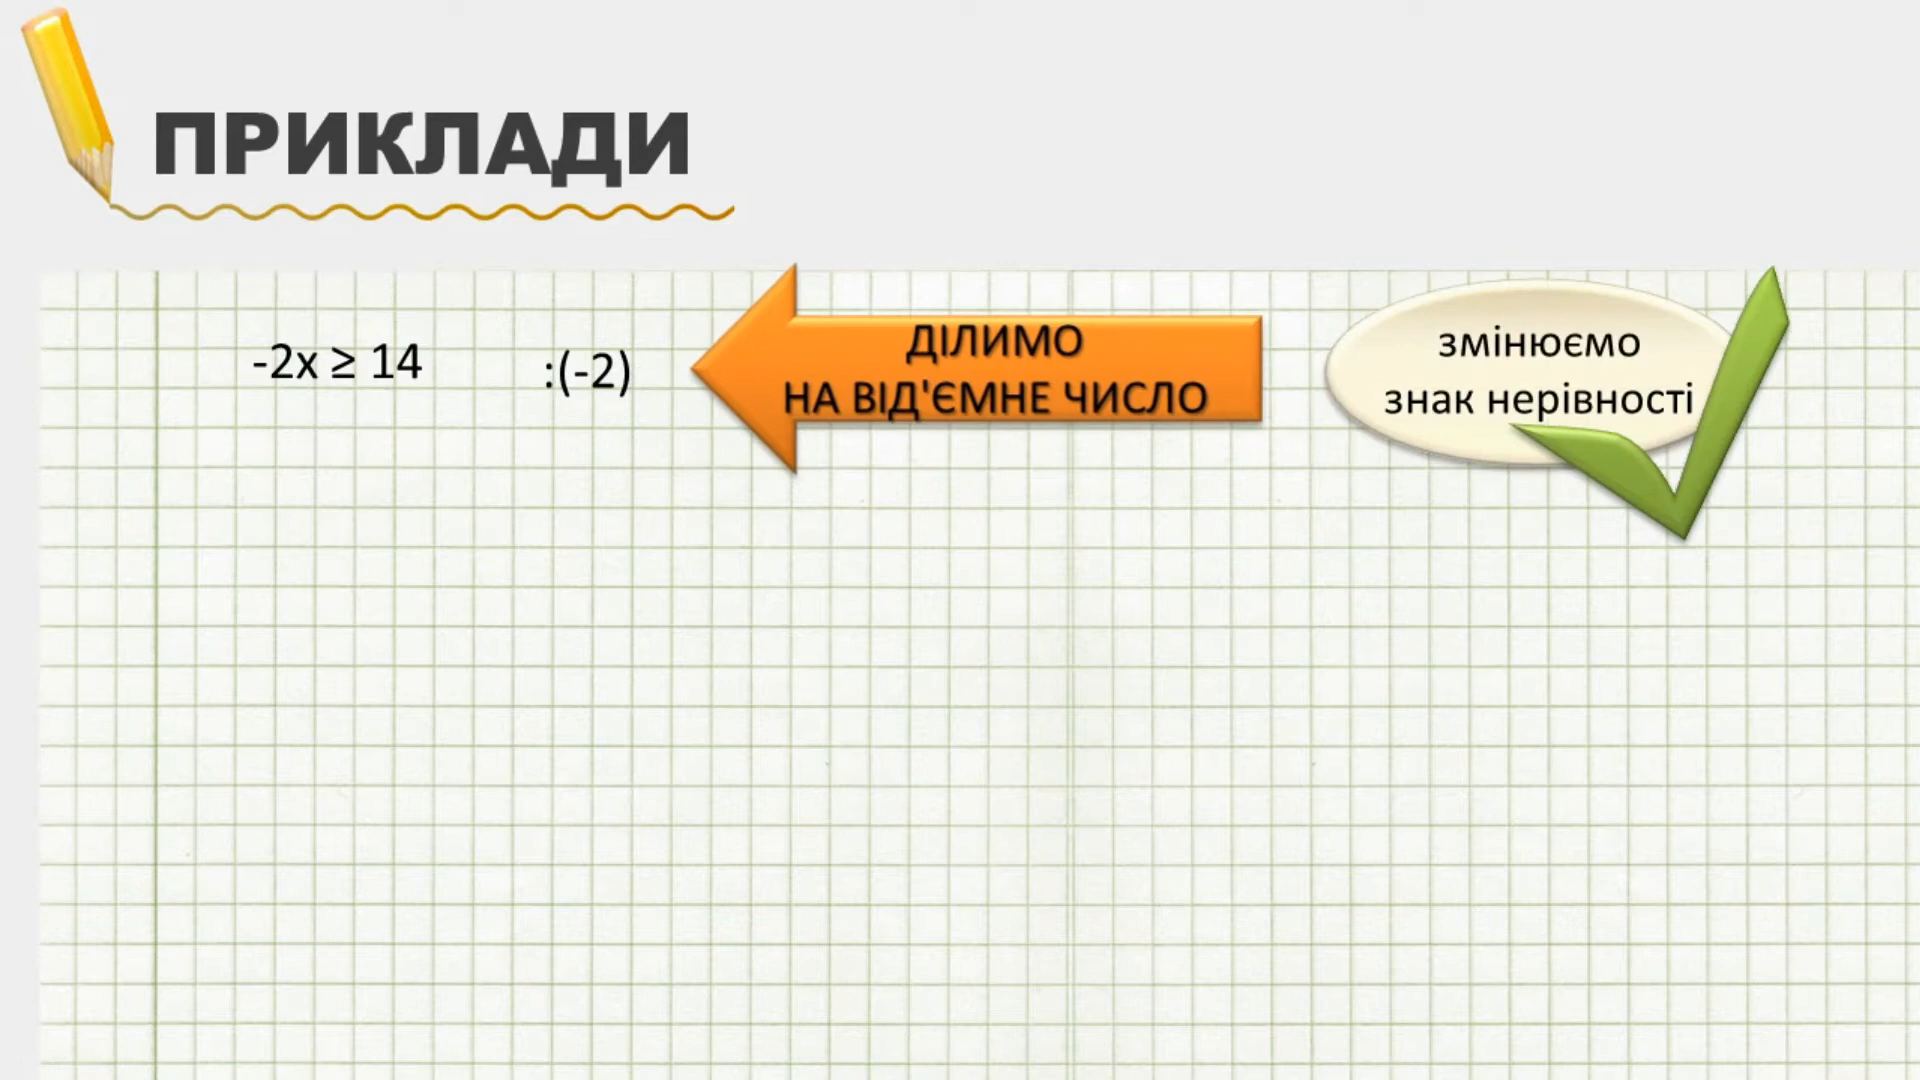 ПРИКЛАДИ
-2x ≥ 14
:(-2)
ДІЛИМО
НА ВІД'ЄМНЕ ЧИСЛО
змінюємо
знак нерівності